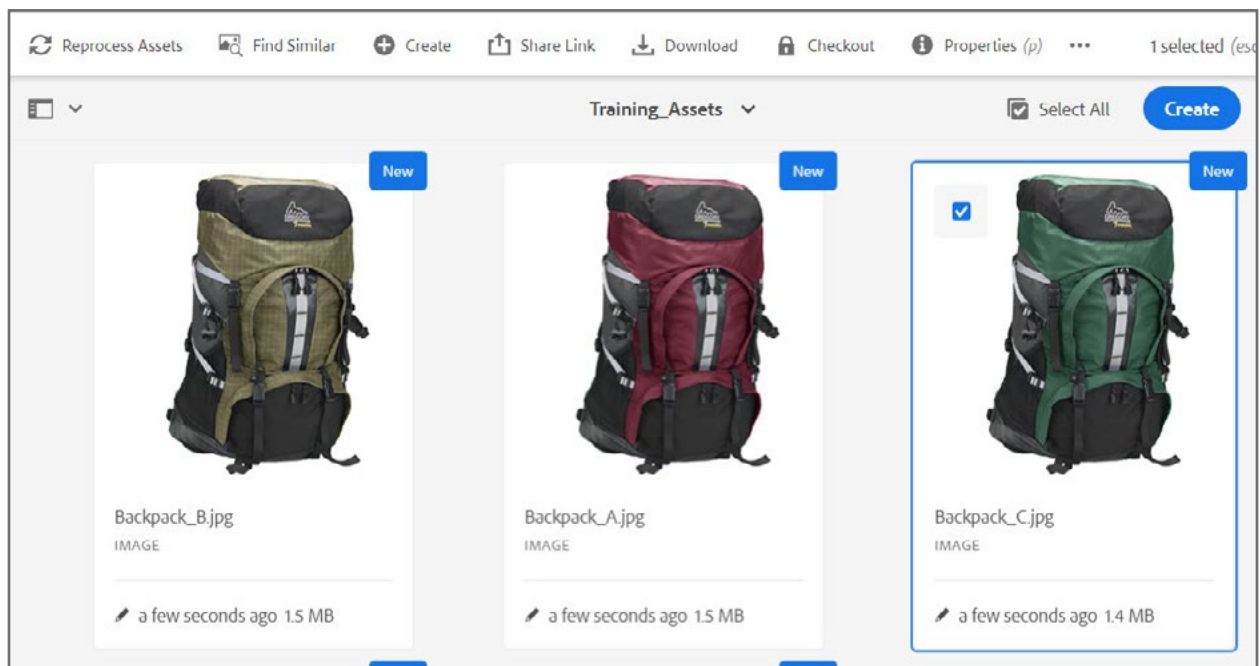 Reprocess Assets Find Similar Create Share Link Download Checkout Properties (p) ••• 1 selected (esc
Training_Assets Select All Create
New New New
Backpack_B.jpg Backpack_A.jpg Backpack_C.jpg
IMAGE IMAGE IMAGE
a few seconds ago 1.5 MB a few seconds ago 1.5 MB a few seconds ago 1.4 MB